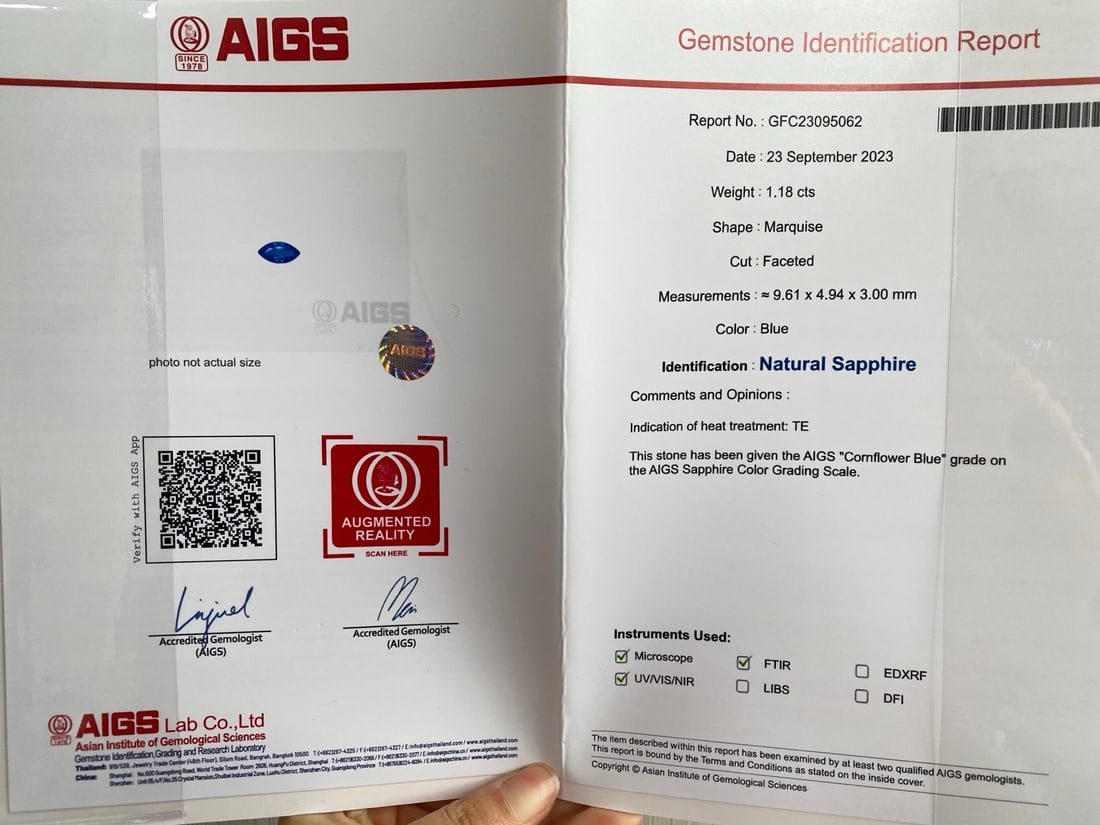 SINCE
1978
AIGS
AIGS
AIGS
photo not actual size
Verify with AIGS App
AUGMENTED
REALITY
SCAN HERE
Accredited Gemologist
(AIGS)
Accredited Gemologist
(AIGS)
AIGS Lab Co.,Ltd
Asian Institute of Gemological Sciences
Gemstone Identification,Grading and Research Laboratory
Gemstone Identification Report
Report No. : GFC23095062
Date : 23 September 2023
Weight : 1.18 cts
Shape : Marquise
Cut : Faceted
Measurements : ≈ 9.61 x 4.94 x 3.00 mm
Color : Blue
Identification : Natural Sapphire
Comments and Opinions :
Indication of heat treatment: TE
This stone has been given the AIGS "Cornflower Blue" grade on
the AIGS Sapphire Color Grading Scale.
Instruments Used:
Microscope FTIR EDXRF
UV/VIS/NIR LIBS DFI
The item described within this report has been examined by at least two qualified AIGS gemologists.
This report is bound by the Terms and Conditions as stated on the inside cover.
Copyright © Asian Institute of Gemological Sciences